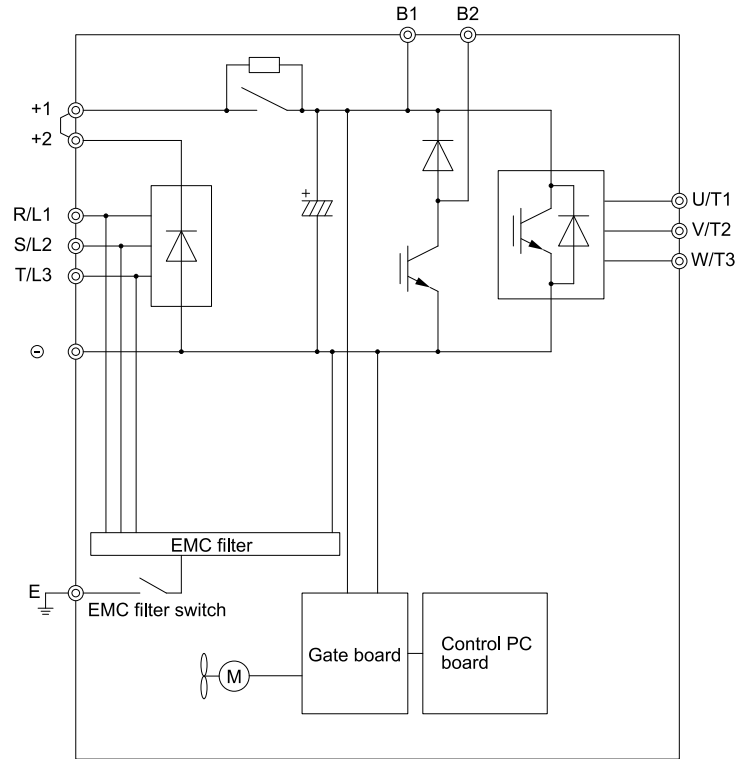 B1 B2
+1
+2
+
R/L1
S/L2
T/L3
U/T1
V/T2
W/T3
⊖
EMC filter
E
EMC filter switch
Gate board
Control PC
board
M